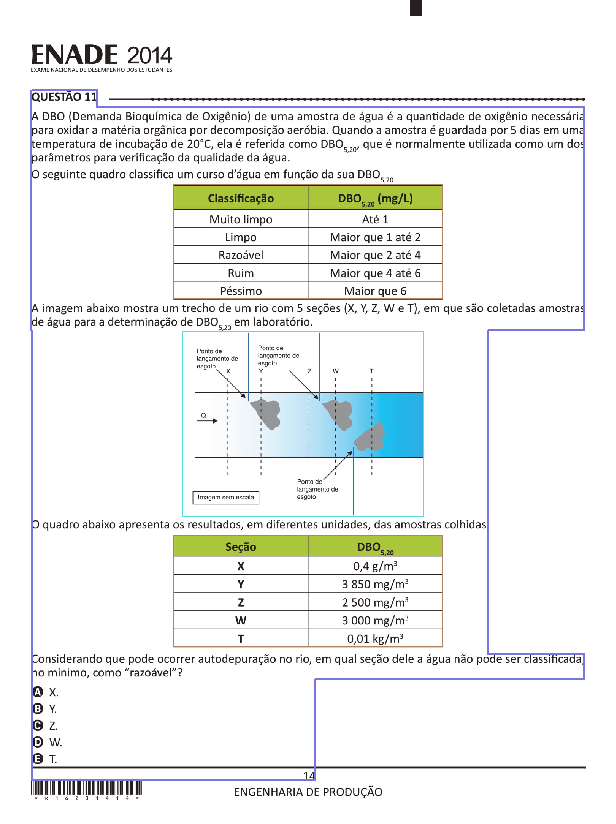 ENADE 2014
EXAME NACIONAL DE DESEMPENHO DOS ESTUDANTES
QUESTÃO 11
A DBO (Demanda Bioquímica de Oxigênio) de uma amostra de água é a quantidade de oxigênio necessária
para oxidar a matéria orgânica por decomposição aeróbia. Quando a amostra é guardada por 5 dias em uma
temperatura de incubação de 20°C, ela é referida como DBO5,20, que é normalmente utilizada como um dos
parâmetros para verificação da qualidade da água.
O seguinte quadro classifica um curso d'água em função da sua DBO5,20
Classificação DBO5,20 (mg/L)
Muito limpo Até 1
Limpo Maior que 1 até 2
Razoável Maior que 2 até 4
Ruim Maior que 4 até 6
Péssimo Maior que 6
A imagem abaixo mostra um trecho de um rio com 5 seções (X, Y, Z, W e T), em que são coletadas amostras
de água para a determinação de DBO5,20 em laboratório.
Ponto de
lançamento de
esgoto
Ponto de
lançamento de
esgoto
X Y Z W T
Q
Ponto de
lançamento de
esgoto
Imagem sem escala
O quadro abaixo apresenta os resultados, em diferentes unidades, das amostras colhidas
Seção DBO5,20
X 0,4 g/m³
Y 3 850 mg/m³
Z 2 500 mg/m³
W 3 000 mg/m³
T 0,01 kg/m³
Considerando que pode ocorrer autodepuração no rio, em qual seção dele a água não pode ser classificada,
no mínimo, como "razoável"?
A X.
B Y.
C Z.
D W.
E T.
14
ENGENHARIA DE PRODUÇÃO